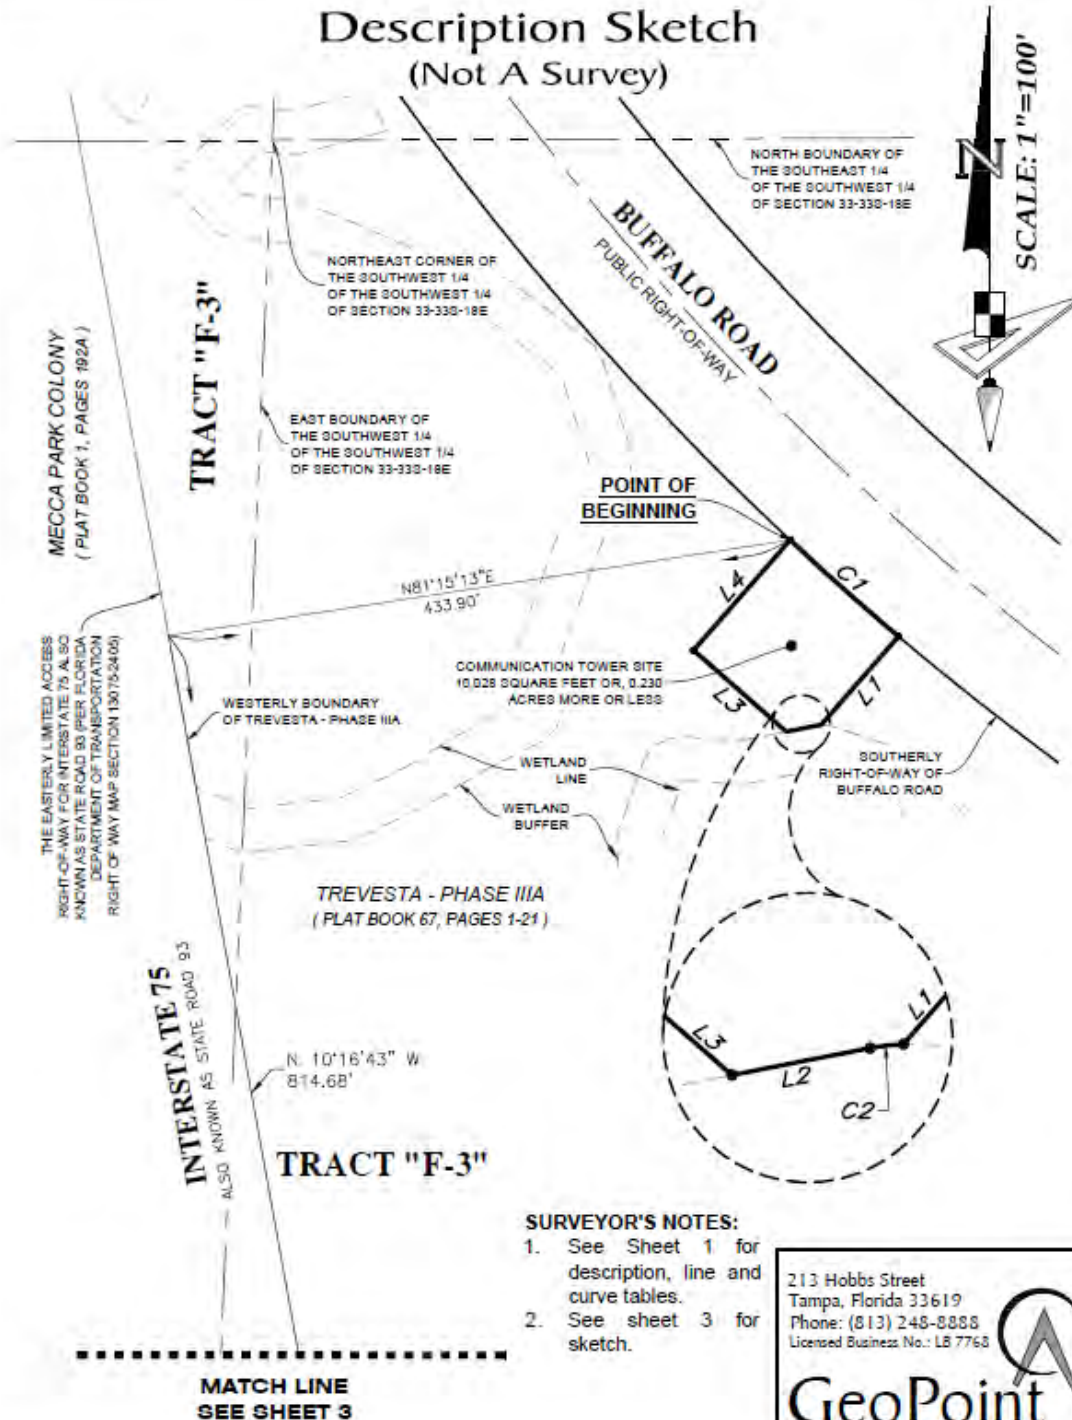 Description Sketch
(Not A Survey)
SCALE: 1"=100'
N
NORTH BOUNDARY OF
THE SOUTHEAST 1/4
OF THE SOUTHWEST 1/4
OF SECTION 33-33S-18E
BUFFALO ROAD
PUBLIC RIGHT-OF-WAY
NORTHEAST CORNER OF
THE SOUTHWEST 1/4
OF THE SOUTHWEST 1/4
OF SECTION 33-33S-18E
TRACT "F-3"
MECCA PARK COLONY
( PLAT BOOK 1, PAGES 192A )
EAST BOUNDARY OF
THE SOUTHWEST 1/4
OF THE SOUTHWEST 1/4
OF SECTION 33-33S-18E
POINT OF
BEGINNING
N81°15'13"E
433.90'
L4
C1
L3
L1
COMMUNICATION TOWER SITE
10,028 SQUARE FEET OR, 0.230
ACRES MORE OR LESS
THE EASTERLY LIMITED ACCESS
RIGHT-OF-WAY FOR INTERSTATE 75 ALSO
KNOWN AS STATE ROAD 93 (PER FLORIDA
DEPARTMENT OF TRANSPORTATION
RIGHT OF WAY MAP SECTION 13075-2405)
WESTERLY BOUNDARY
OF TREVESTA - PHASE IIIA
SOUTHERLY
RIGHT-OF-WAY OF
BUFFALO ROAD
WETLAND
LINE
WETLAND
BUFFER
TREVESTA - PHASE IIIA
( PLAT BOOK 67, PAGES 1-21 )
INTERSTATE 75
ALSO KNOWN AS STATE ROAD 93
L3
L2
L1
C2
N. 10°16'43" W.
814.68'
TRACT "F-3"
SURVEYOR'S NOTES:
1. See Sheet 1 for
description, line and
curve tables.
2. See sheet 3 for
sketch.
213 Hobbs Street
Tampa, Florida 33619
Phone: (813) 248-8888
Licensed Business No.: LB 7768
GeoPoint
MATCH LINE
SEE SHEET 3